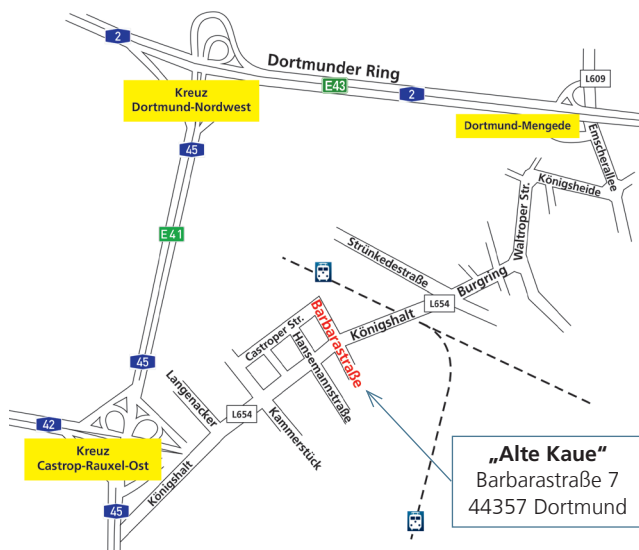 2
Dortmunder Ring
E43
2
L609
Kreuz
Dortmund-Nordwest
Dortmund-Mengede
Emscherallee
45
Königsheide
Waltroper Str.
E41
Strünkedestraße
Burgring
L654
Königshalt
Barbarastraße
Castroper Str.
Hansemannstraße
45
Langenacker
L654
Kammerstück
42
Kreuz
Castrop-Rauxel-Ost
Königshalt
45
„Alte Kaue“
Barbarastraße 7
44357 Dortmund